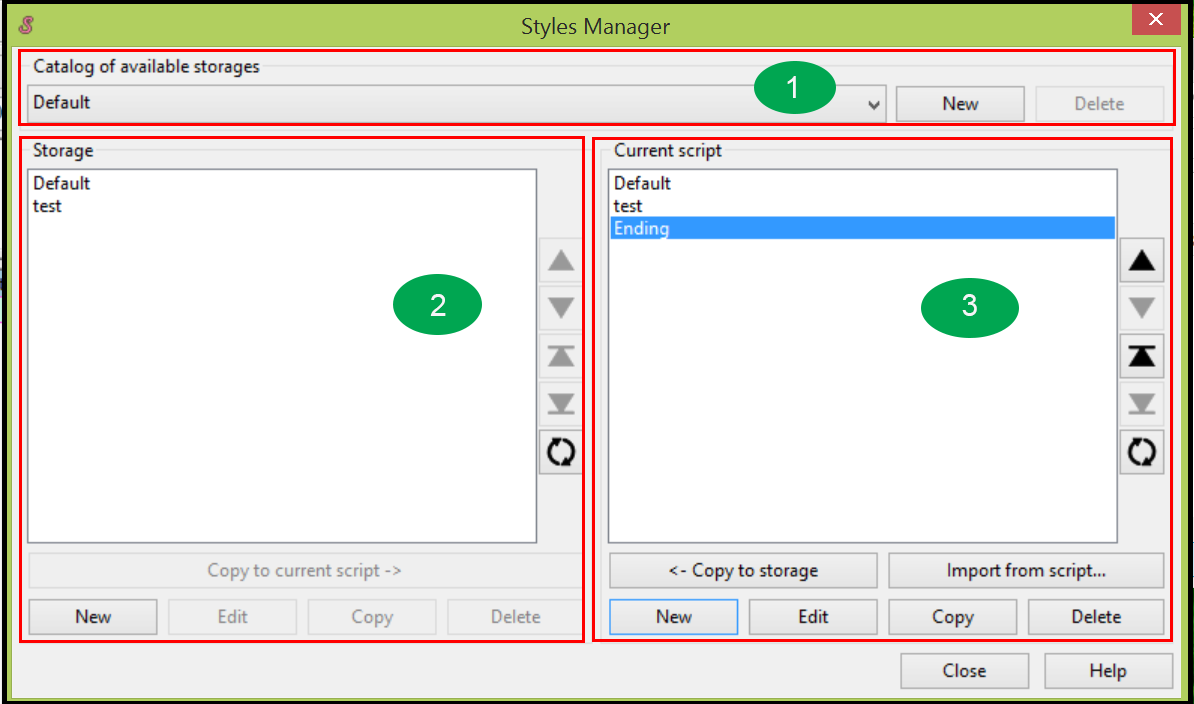 Styles Manager
Catalog of available storages
1
Default
New
Delete
Storage
Default
test
2
Copy to current script ->
New
Edit
Copy
Delete
Current script
Default
test
Ending
3
<- Copy to storage
Import from script...
New
Edit
Copy
Delete
Close
Help